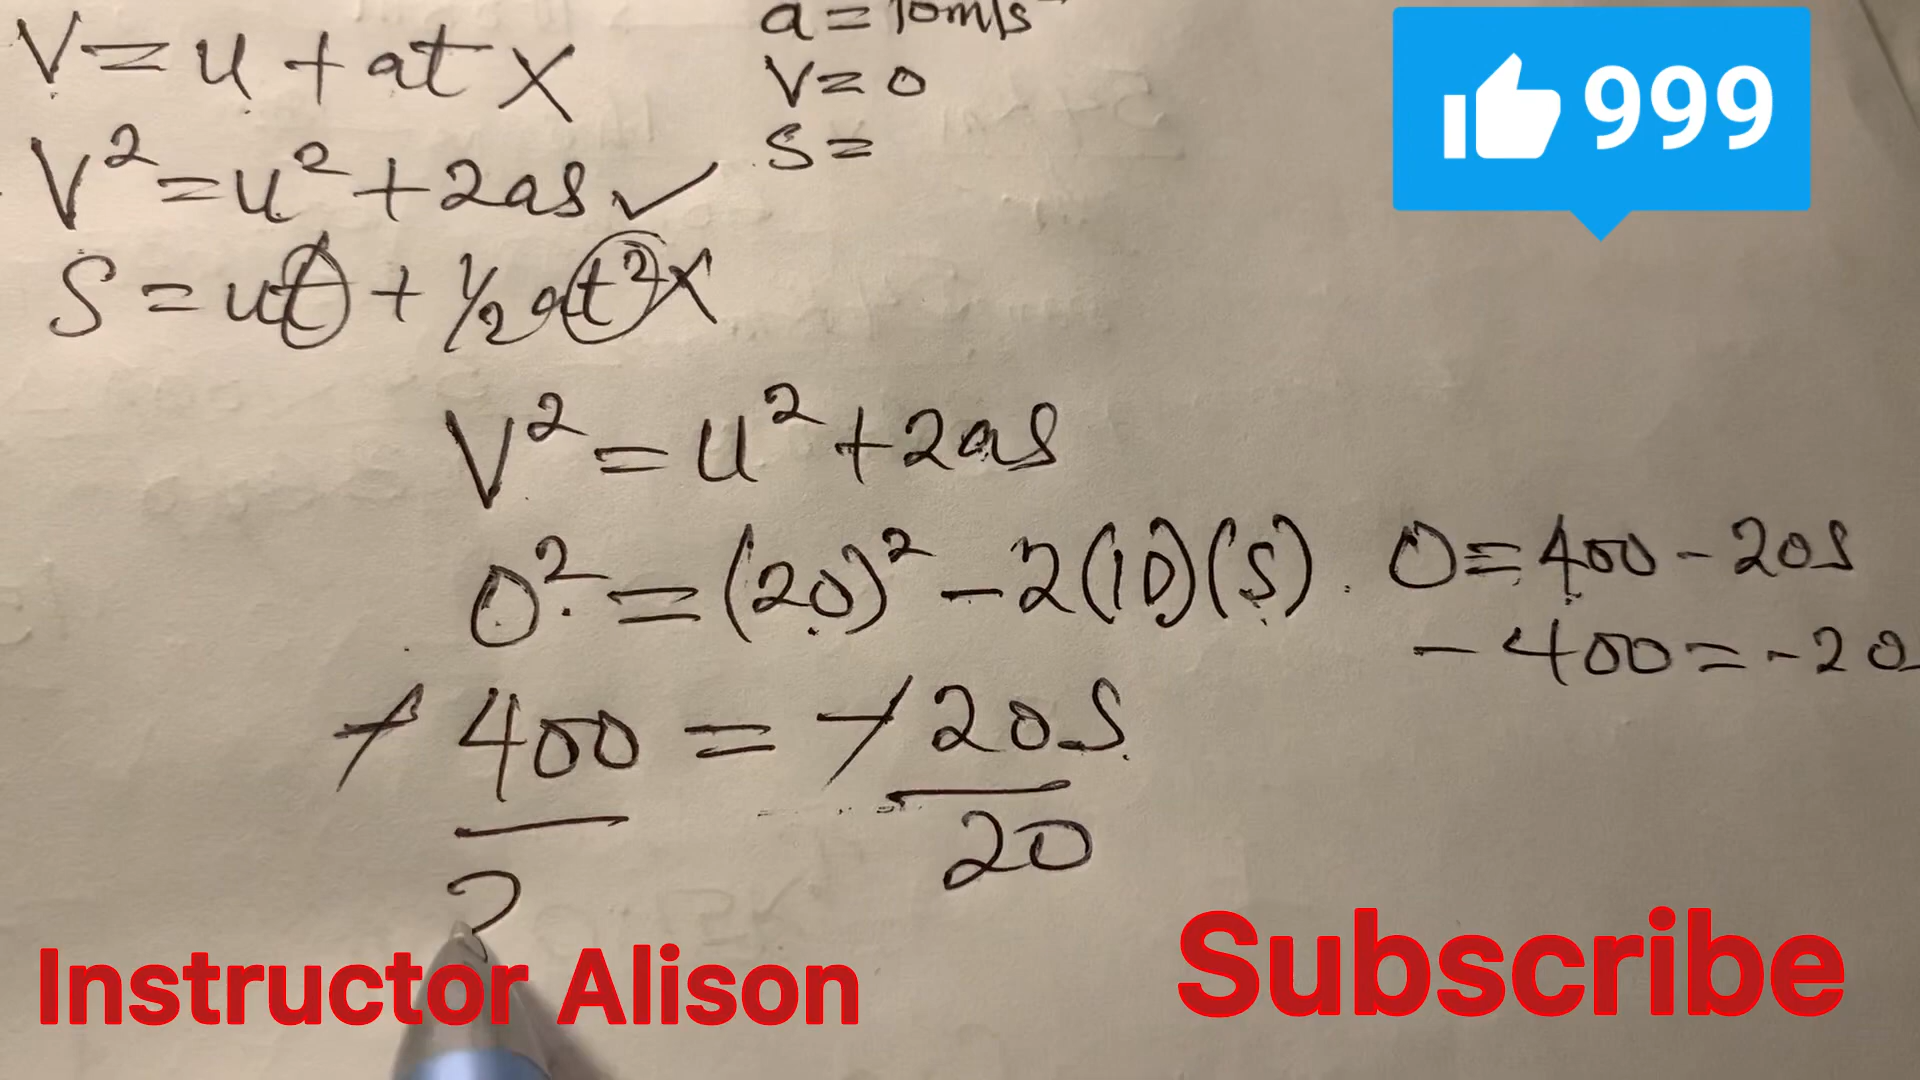 V = u + at X
V² = u² + 2as ✓
S = ut + ½at² X
a = 10m/s
V = 0
S =
999
V² = u² + 2as
0² = (20)² - 2(10)(S).
0 = 400 - 20S
- 400 = - 20
- 400 = - 20S
20
2
Instructor Alison
Subscribe